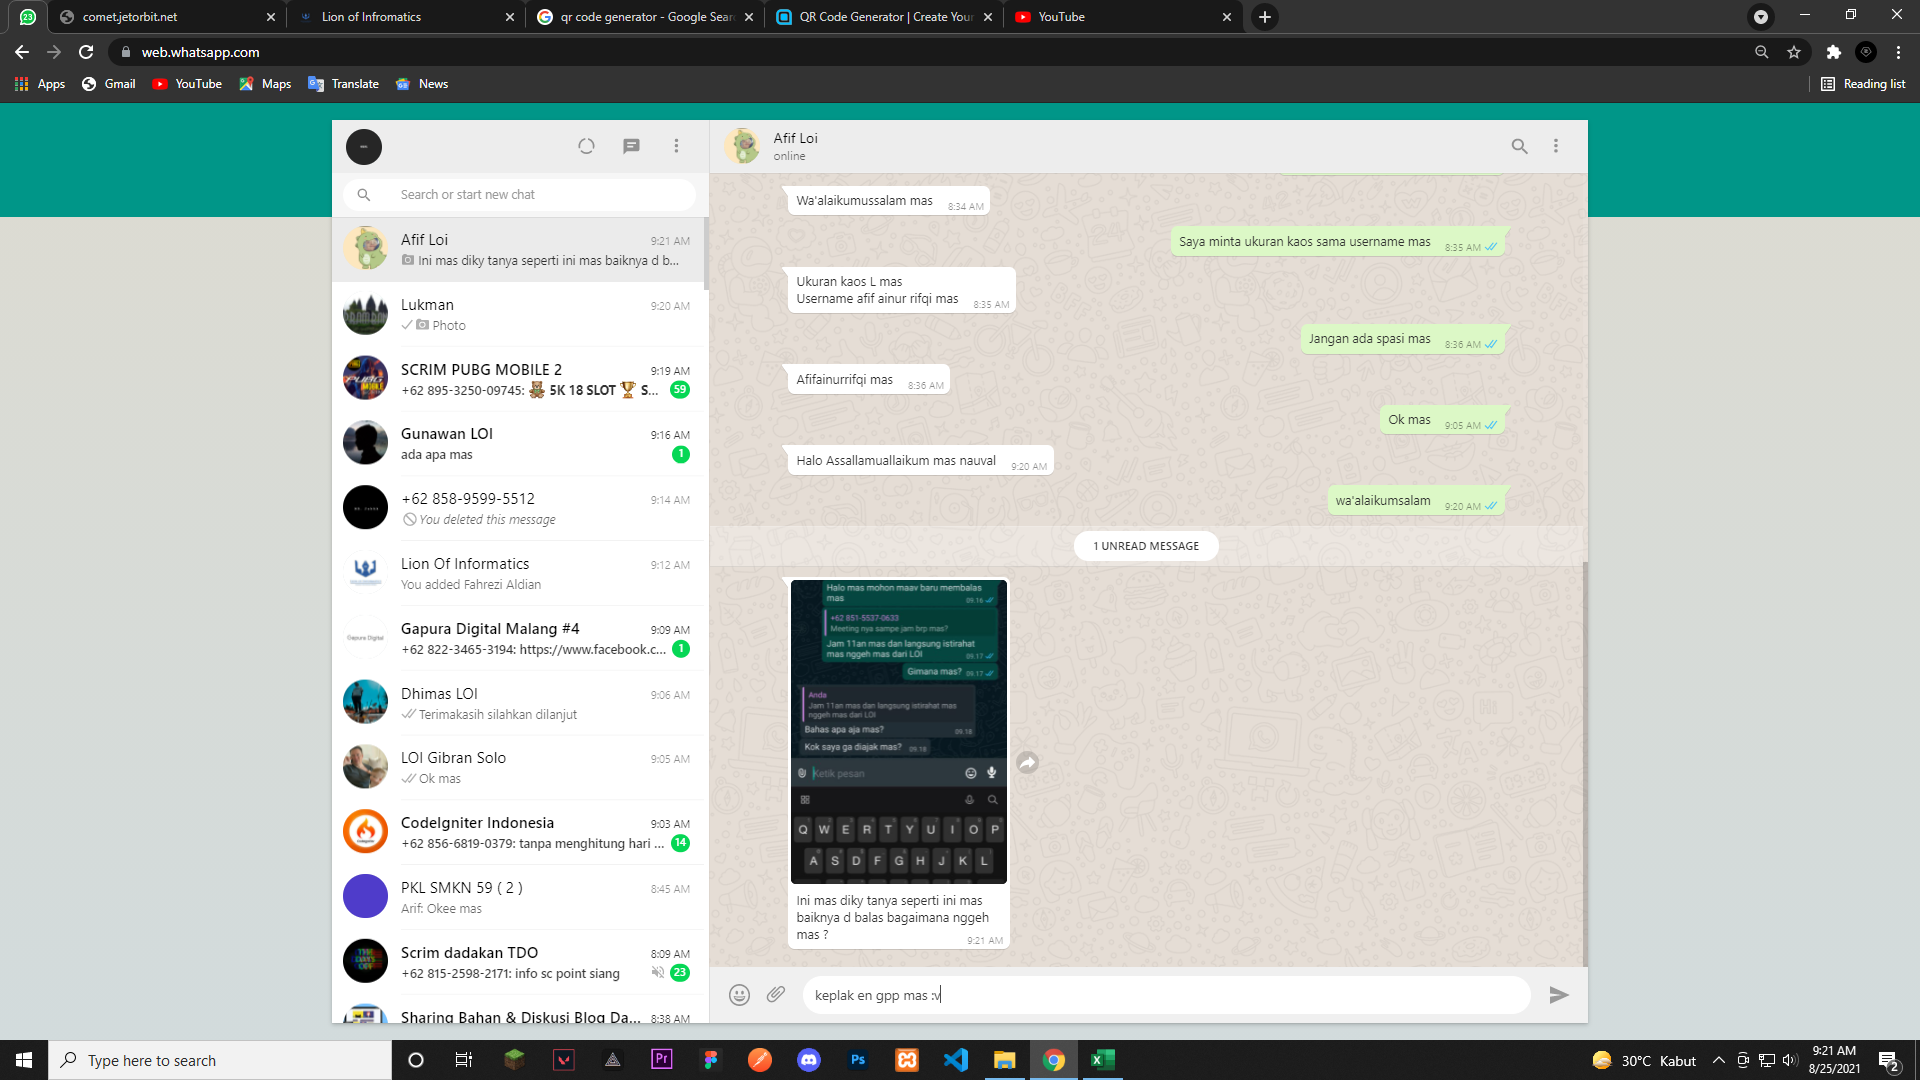 23
comet.jetorbit.net
Lion of Infromatics
qr code generator - Google Sear
QR Code Generator | Create Your
YouTube
web.whatsapp.com
Apps
Gmail
YouTube
Maps
Translate
News
Reading list
Search or start new chat
Afif Loi
9:21 AM
Ini mas diky tanya seperti ini mas baiknya d b...
Lukman
9:20 AM
Photo
SCRIM PUBG MOBILE 2
9:19 AM
+62 895-3250-09745: 🧸 5K 18 SLOT 🏆 S...
59
Gunawan LOI
9:16 AM
ada apa mas
1
+62 858-9599-5512
9:14 AM
You deleted this message
Lion Of Informatics
9:12 AM
You added Fahrezi Aldian
Gapura Digital
Gapura Digital Malang #4
9:09 AM
+62 822-3465-3194: https://www.facebook.c...
1
Dhimas LOI
9:06 AM
Terimakasih silahkan dilanjut
LOI Gibran Solo
9:05 AM
Ok mas
CodeIgniter Indonesia
9:03 AM
+62 856-6819-0379: tanpa menghitung hari ...
14
PKL SMKN 59 ( 2 )
8:45 AM
Arif: Okee mas
Scrim dadakan TDO
8:09 AM
+62 815-2598-2171: info sc point siang
23
Sharing Bahan & Diskusi Blog Da...
8:38 AM
Afif Loi
online
Wa'alaikumussalam mas
8:34 AM
Saya minta ukuran kaos sama username mas
8:35 AM
Ukuran kaos L mas
Username afif ainur rifqi mas
8:35 AM
Jangan ada spasi mas
8:36 AM
Afifainurrifqi mas
8:36 AM
Ok mas
9:05 AM
Halo Assallamuallaikum mas nauval
9:20 AM
wa'alaikumsalam
9:20 AM
1 UNREAD MESSAGE
Halo mas mohon maav baru membalas
mas
09.16
+62 851-5537-0633
Meeting nya sampe jam brp mas?
Jam 11an mas dan langsung istirahat
mas nggeh mas dari LOI
09.17
Gimana mas?
09.17
Anda
Jam 11an mas dan langsung istirahat mas
nggeh mas dari LOI
Bahas apa aja mas?
09.18
Kok saya ga diajak mas?
09.18
Ketik pesan
Q W E R T Y U I O P
A S D F G H J K L
Ini mas diky tanya seperti ini mas
baiknya d balas bagaimana nggeh
mas ?
9:21 AM
keplak en gpp mas :v
Type here to search
Pr
Ps
30°C Kabut
9:21 AM
8/25/2021
2